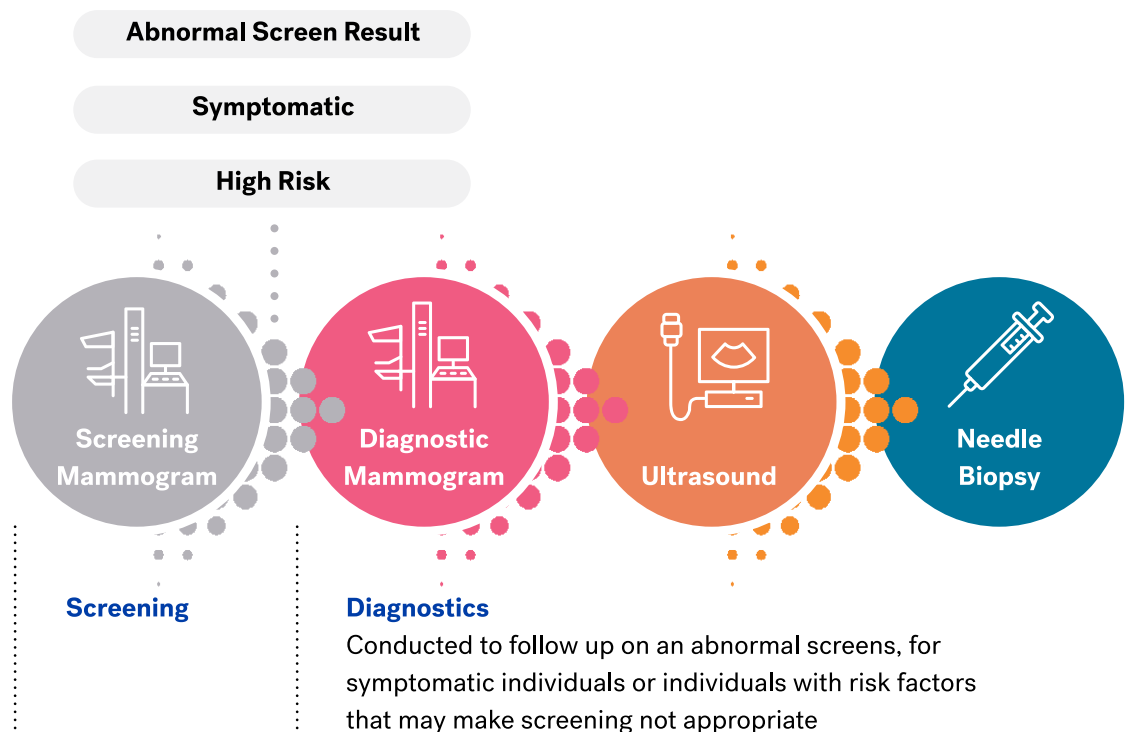 Abnormal Screen Result
Symptomatic
High Risk
Screening
Mammogram
Diagnostic
Mammogram
Ultrasound
Needle
Biopsy
Screening
Diagnostics
Conducted to follow up on an abnormal screens, for
symptomatic individuals or individuals with risk factors
that may make screening not appropriate